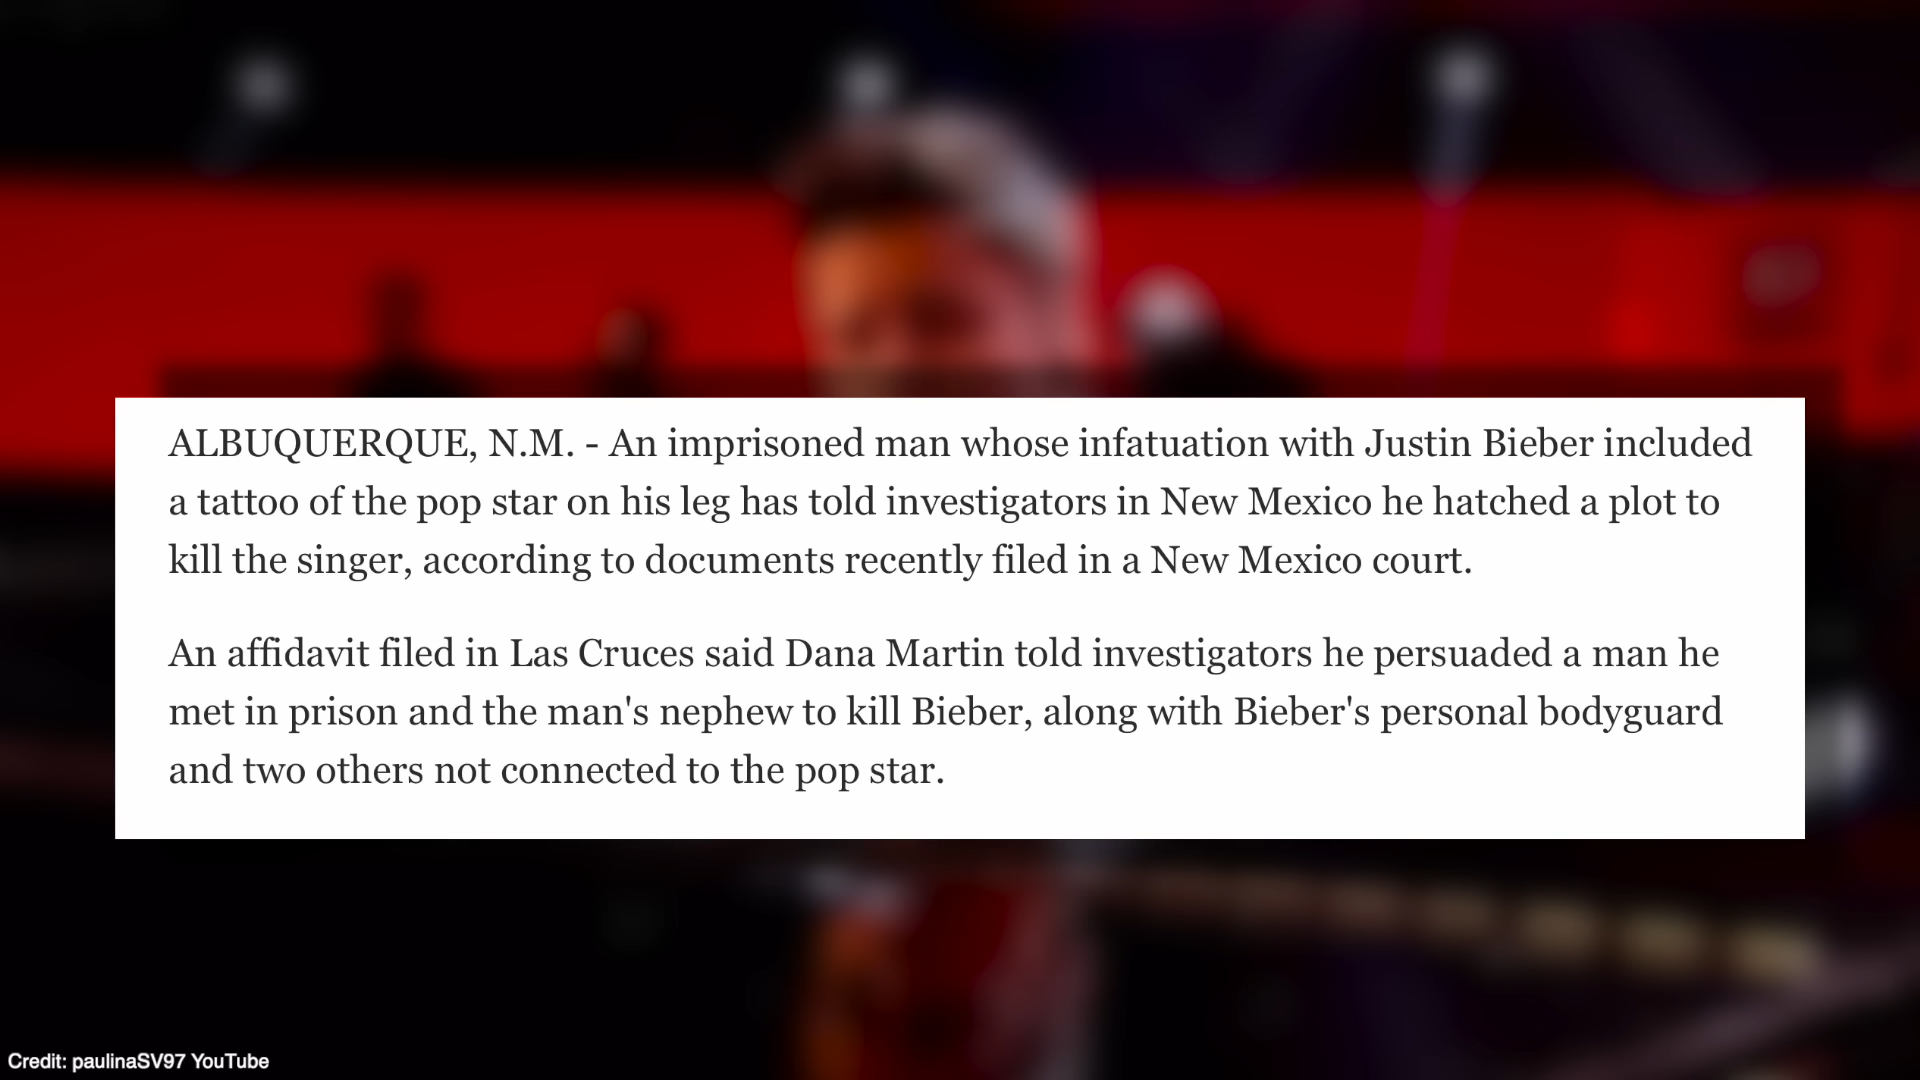 ALBUQUERQUE, N.M. - An imprisoned man whose infatuation with Justin Bieber included
a tattoo of the pop star on his leg has told investigators in New Mexico he hatched a plot to
kill the singer, according to documents recently filed in a New Mexico court.
An affidavit filed in Las Cruces said Dana Martin told investigators he persuaded a man he
met in prison and the man's nephew to kill Bieber, along with Bieber's personal bodyguard
and two others not connected to the pop star.
Credit: paulinaSV97 YouTube